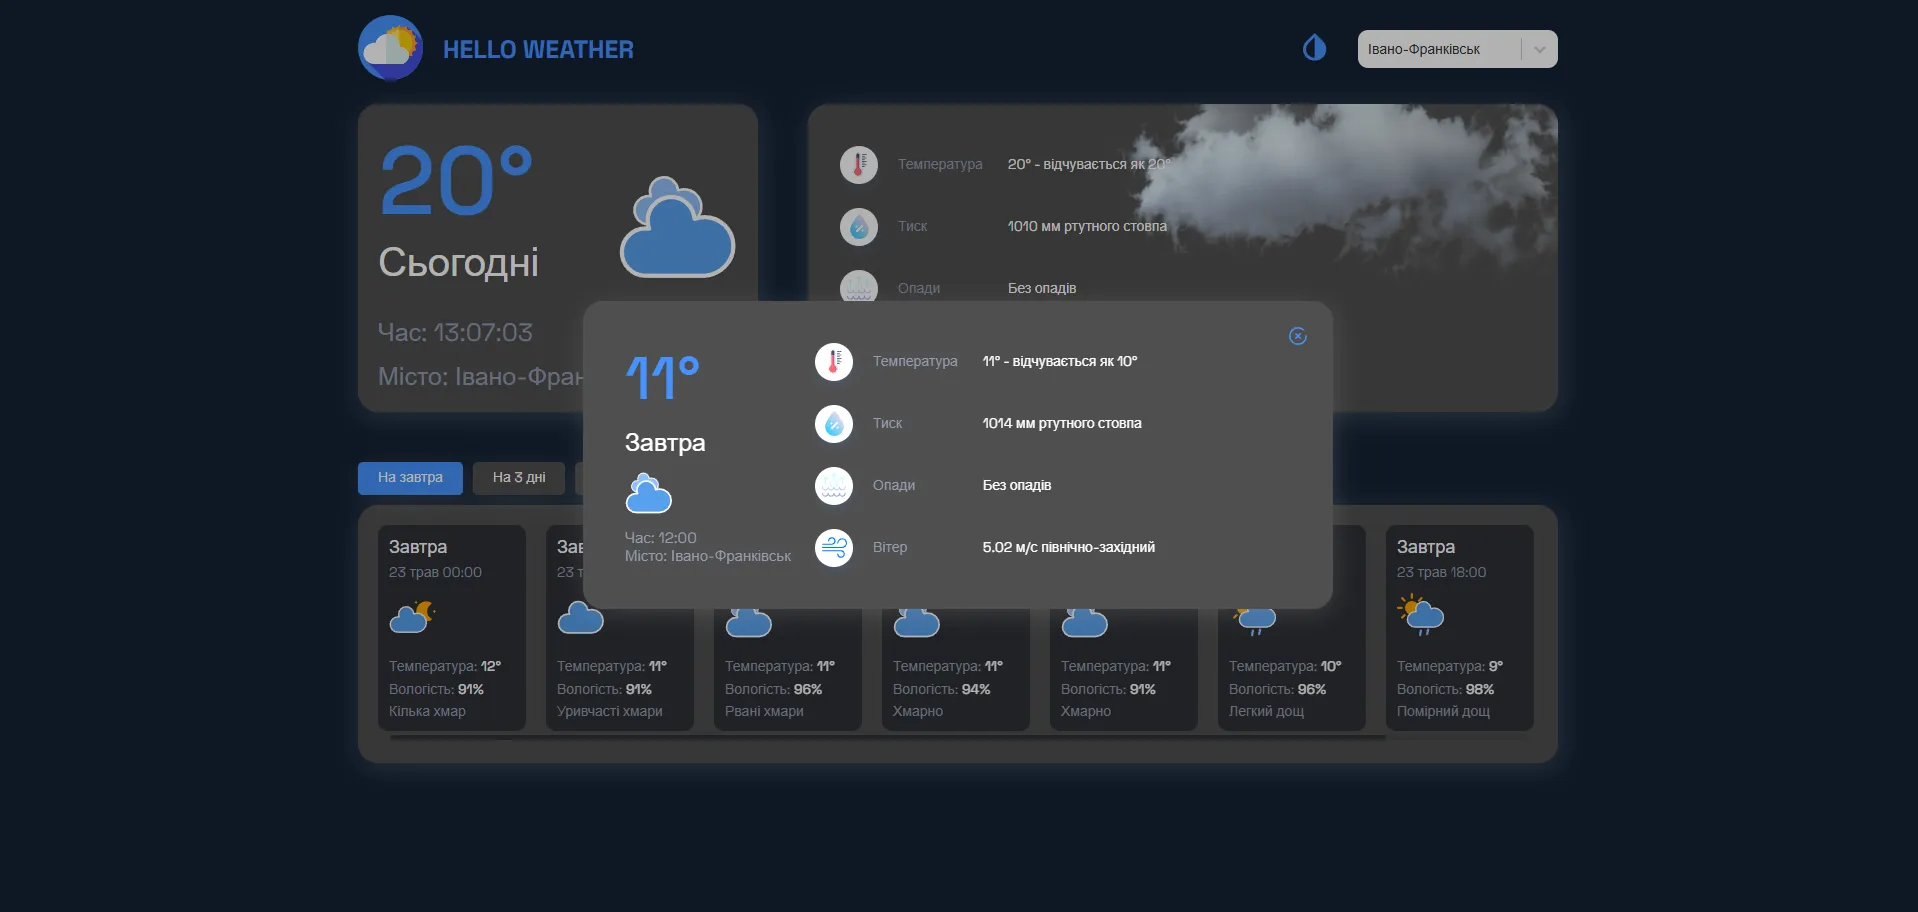 HELLO WEATHER
Івано-Франківськ
20°
Сьогодні
Час: 13:07:03
Місто:
Температура 20° - відчувається як 20°
Тиск 1010 мм ртутного стовпа
Опади Без опадів
11°
Завтра
Час: 12:00
Місто: Івано-Франківськ
Температура 11° - відчувається як 10°
Тиск 1014 мм ртутного стовпа
Опади Без опадів
Вітер 5.02 м/с північно-західний
На завтра
На 3 дні
Завтра
23 трав 00:00
Температура: 12°
Вологість: 91%
Кілька хмар
23
Температура: 11°
Вологість: 91%
Уривчасті хмари
Температура: 11°
Вологість: 96%
Рвані хмари
Температура: 11°
Вологість: 94%
Хмарно
Температура: 11°
Вологість: 91%
Хмарно
Температура: 10°
Вологість: 96%
Легкий дощ
Завтра
23 трав 18:00
Температура: 9°
Вологість: 98%
Помірний дощ